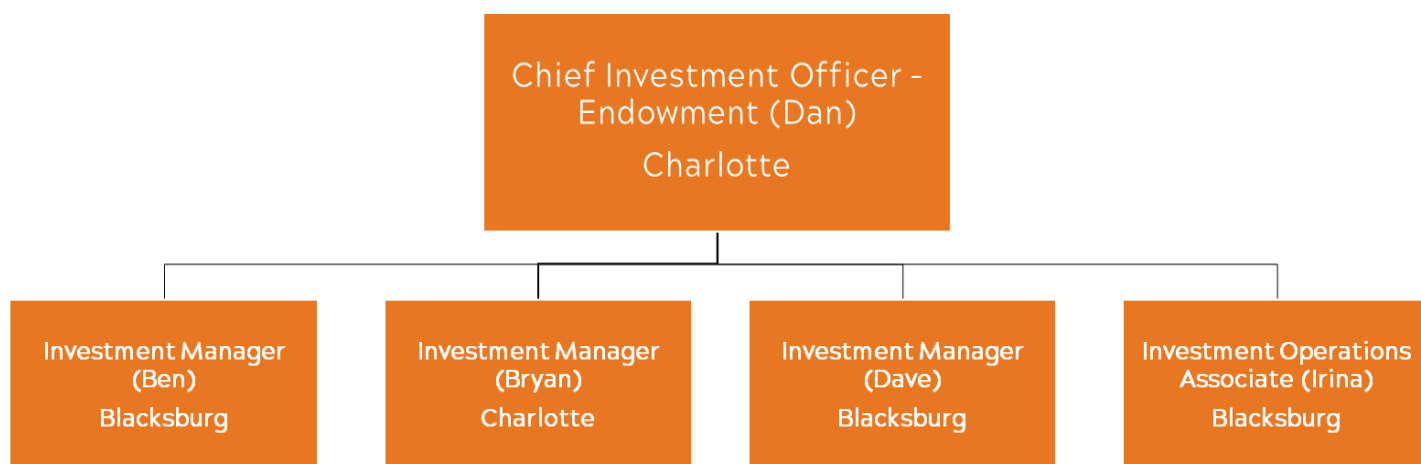 Chief Investment Officer -
Endowment (Dan)
Charlotte
Investment Manager
(Ben)
Blacksburg
Investment Manager
(Bryan)
Charlotte
Investment Manager
(Dave)
Blacksburg
Investment Operations
Associate (Irina)
Blacksburg